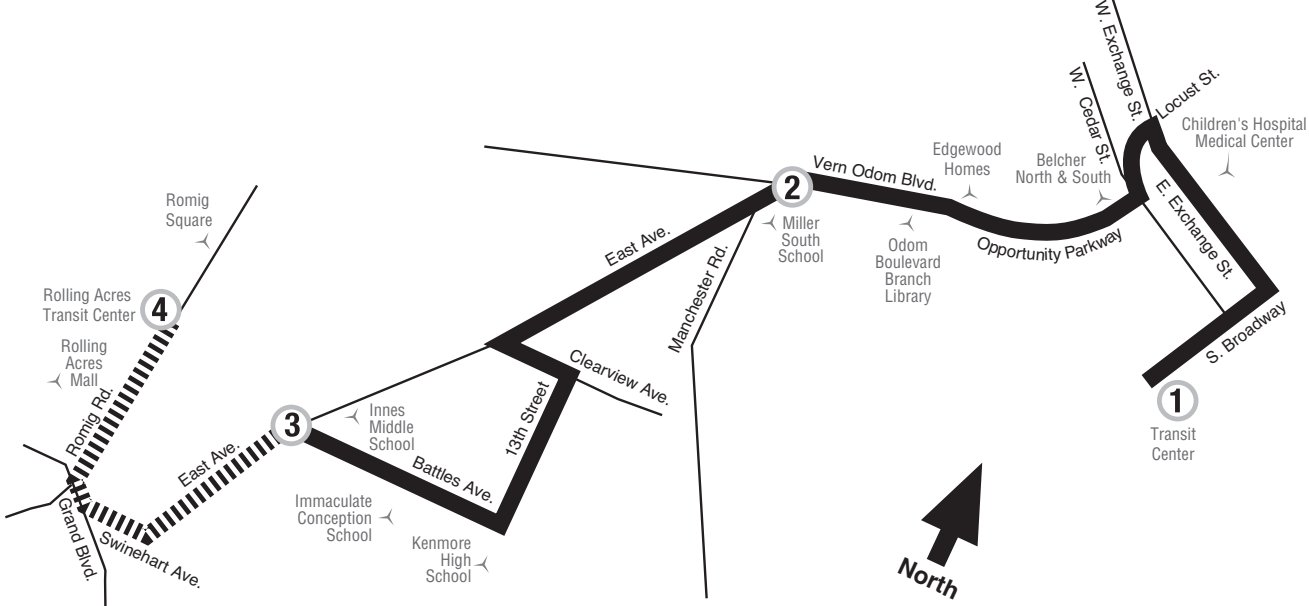 W. Exchange St.
W. Cedar St.
Locust St.
Children's Hospital
Medical Center
E. Exchange St.
Edgewood
Homes
Belcher
North & South
Vern Odom Blvd.
2
Miller
South
School
Odom
Boulevard
Branch
Library
Opportunity Parkway
S. Broadway
1
Transit
Center
East Ave.
Manchester Rd.
Clearview Ave.
13th Street
Romig
Square
Rolling Acres
Transit Center
4
Rolling
Acres
Mall
Romig Rd.
3
Innes
Middle
School
East Ave.
Battles Ave.
Immaculate
Conception
School
Kenmore
High
School
Grand Blvd.
Swinehart Ave.
North